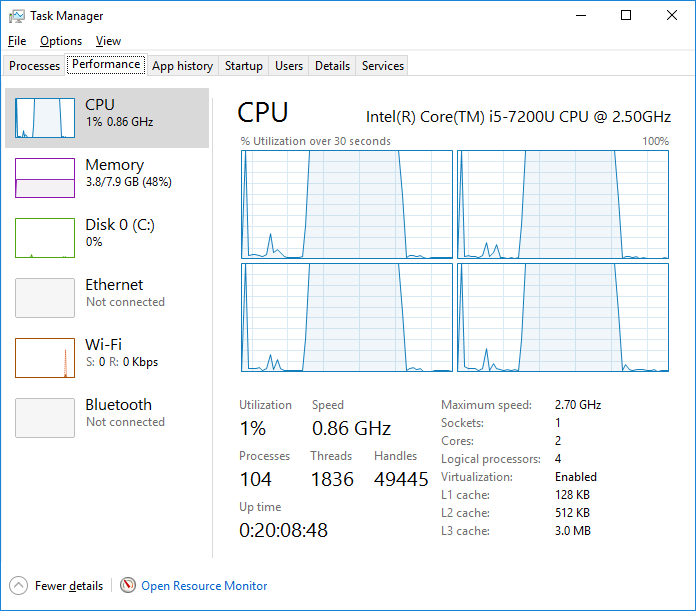 Task Manager
File Options View
Processes Performance App history Startup Users Details Services
CPU
1% 0.86 GHz
Memory
3.8/7.9 GB (48%)
Disk 0 (C:)
0%
Ethernet
Not connected
Wi-Fi
S: 0 R: 0 Kbps
Bluetooth
Not connected
CPU Intel(R) Core(TM) i5-7200U CPU @ 2.50GHz
% Utilization over 30 seconds 100%
Utilization Speed
1% 0.86 GHz
Processes Threads Handles
104 1836 49445
Up time
0:20:08:48
Maximum speed: 2.70 GHz
Sockets: 1
Cores: 2
Logical processors: 4
Virtualization: Enabled
L1 cache: 128 KB
L2 cache: 512 KB
L3 cache: 3.0 MB
Fewer details Open Resource Monitor